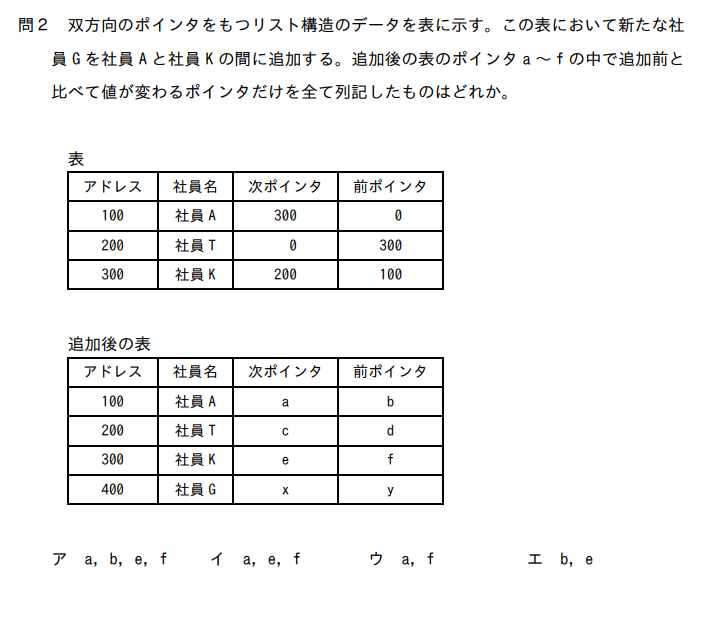 問２　双方向のポインタをもつリスト構造のデータを表に示す。この表において新たな社
員Ｇを社員Ａと社員Ｋの間に追加する。追加後の表のポインタａ～ｆの中で追加前と
比べて値が変わるポインタだけを全て列記したものはどれか。
表
アドレス 社員名 次ポインタ 前ポインタ
100 社員Ａ 300 0
200 社員Ｔ 0 300
300 社員Ｋ 200 100
追加後の表
アドレス 社員名 次ポインタ 前ポインタ
100 社員Ａ a b
200 社員Ｔ c d
300 社員Ｋ e f
400 社員Ｇ x y
ア　a，b，e，f　イ　a，e，f　ウ　a，f　エ　b，e